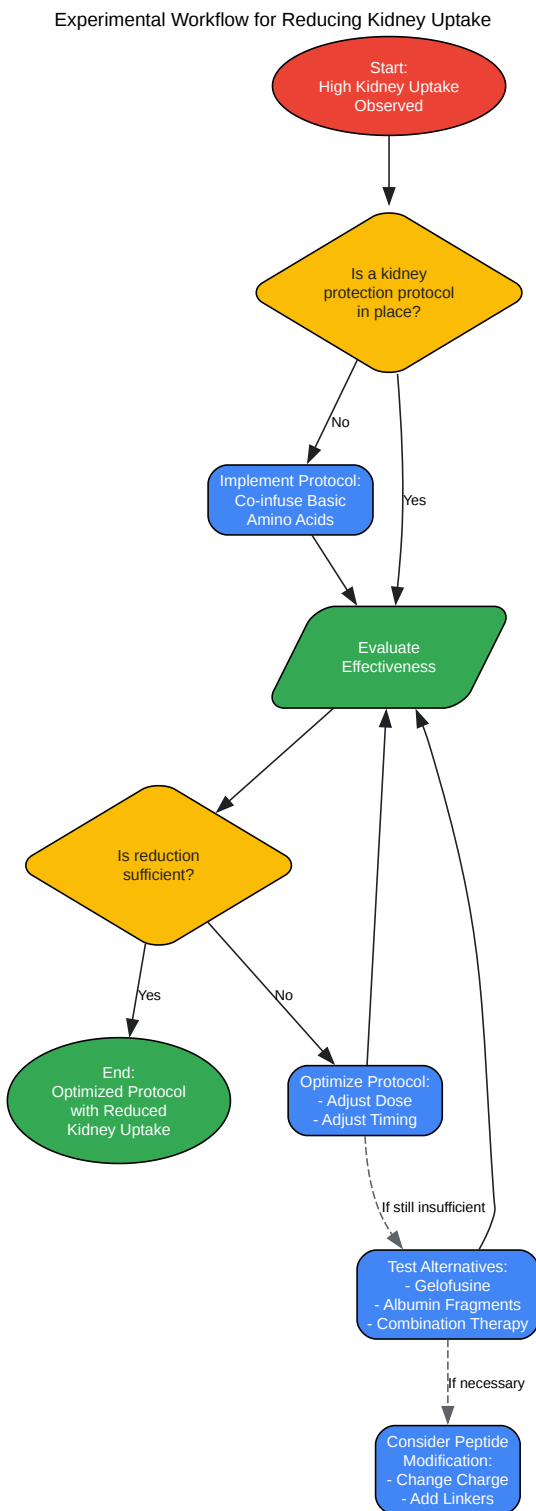 Experimental Workflow for Reducing Kidney Uptake
Start:
High Kidney Uptake
Observed
Is a kidney
protection protocol
in place?
No
Implement Protocol:
Co-infuse Basic
Amino Acids
Yes
Evaluate
Effectiveness
Is reduction
sufficient?
Yes
No
End:
Optimized Protocol
with Reduced
Kidney Uptake
Optimize Protocol:
- Adjust Dose
- Adjust Timing
If still insufficient
Test Alternatives:
- Gelofusine
- Albumin Fragments
- Combination Therapy
If necessary
Consider Peptide
Modification:
- Change Charge
- Add Linkers